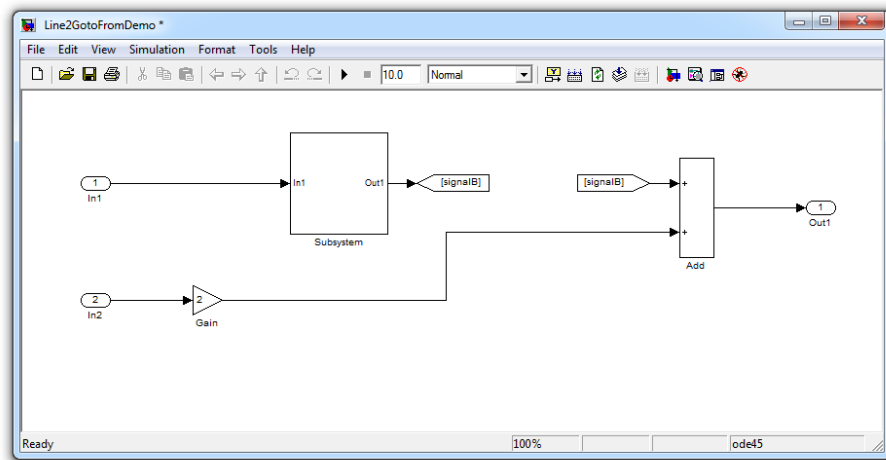 Line2GotoFromDemo *
File Edit View Simulation Format Tools Help
10.0 Normal
In1 Out1
Subsystem
[signalB]
[signalB]
+
+
Add
1
In1
1
Out1
2
In2
2
Gain
Ready 100% ode45